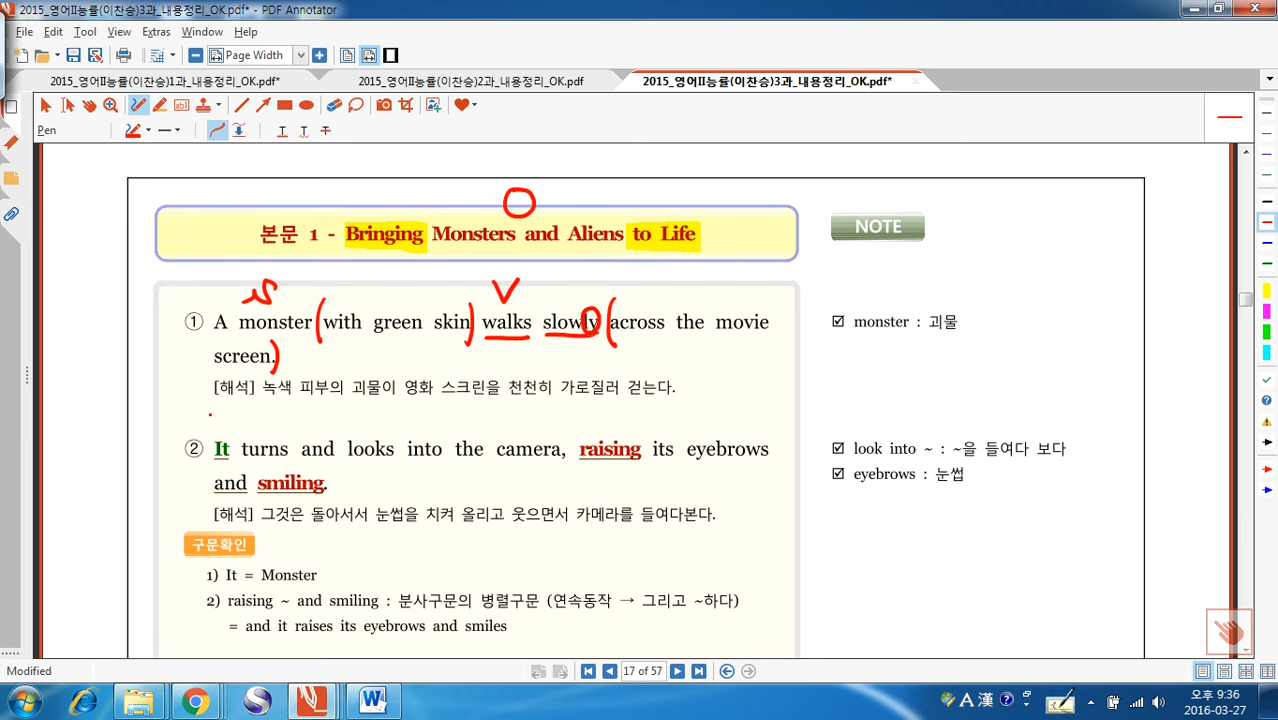 2015_영어II능률(이찬승)3과_내용정리_OK.pdf* - PDF Annotator
File Edit Tool View Extras Window Help
Page Width
2015_영어II능률(이찬승)1과_내용정리_OK.pdf* 2015_영어II능률(이찬승)2과_내용정리_OK.pdf 2015_영어II능률(이찬승)3과_내용정리_OK.pdf*
Pen
본문 1 - Bringing Monsters and Aliens to Life
NOTE
V
① A monster (with green skin) walks slowly (across the movie
screen.)
[해석] 녹색 피부의 괴물이 영화 스크린을 천천히 가로질러 걷는다.
☑ monster : 괴물
② It turns and looks into the camera, raising its eyebrows
and smiling.
[해석] 그것은 돌아서서 눈썹을 치켜 올리고 웃으면서 카메라를 들여다본다.
☑ look into ~ : ~을 들여다 보다
☑ eyebrows : 눈썹
구문확인
1) It = Monster
2) raising ~ and smiling : 분사구문의 병렬구문 (연속동작 → 그리고 ~하다)
= and it raises its eyebrows and smiles
Modified
17 of 57
A 漢
오후 9:36
2016-03-27